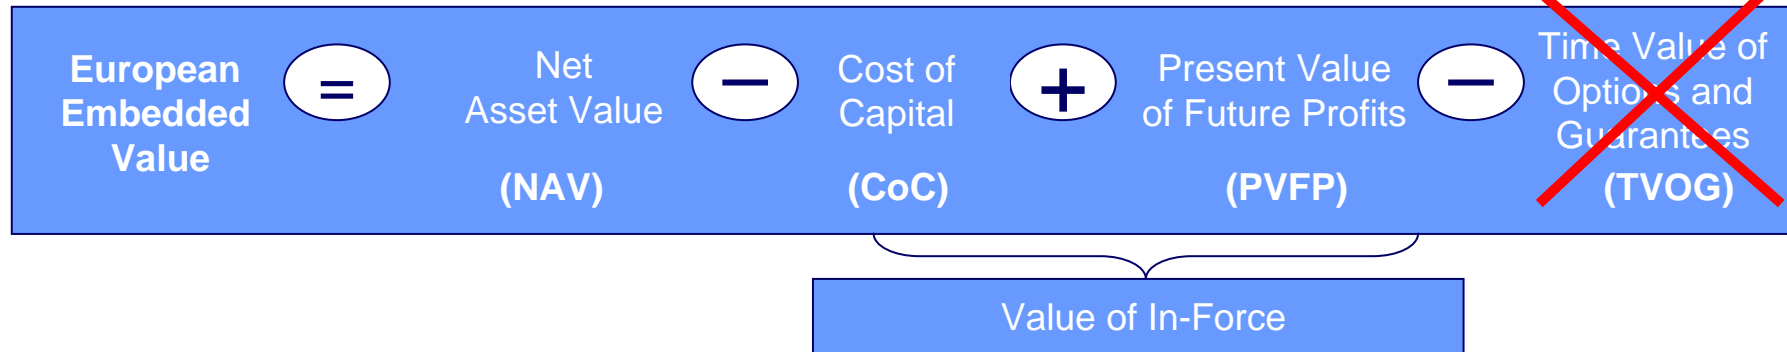 European
Embedded
Value
=
Net
Asset Value
(NAV)
−
Cost of
Capital
(CoC)
+
Present Value
of Future Profits
(PVFP)
−
Time Value of
Options and
Guarantees
(TVOG)
Value of In-Force